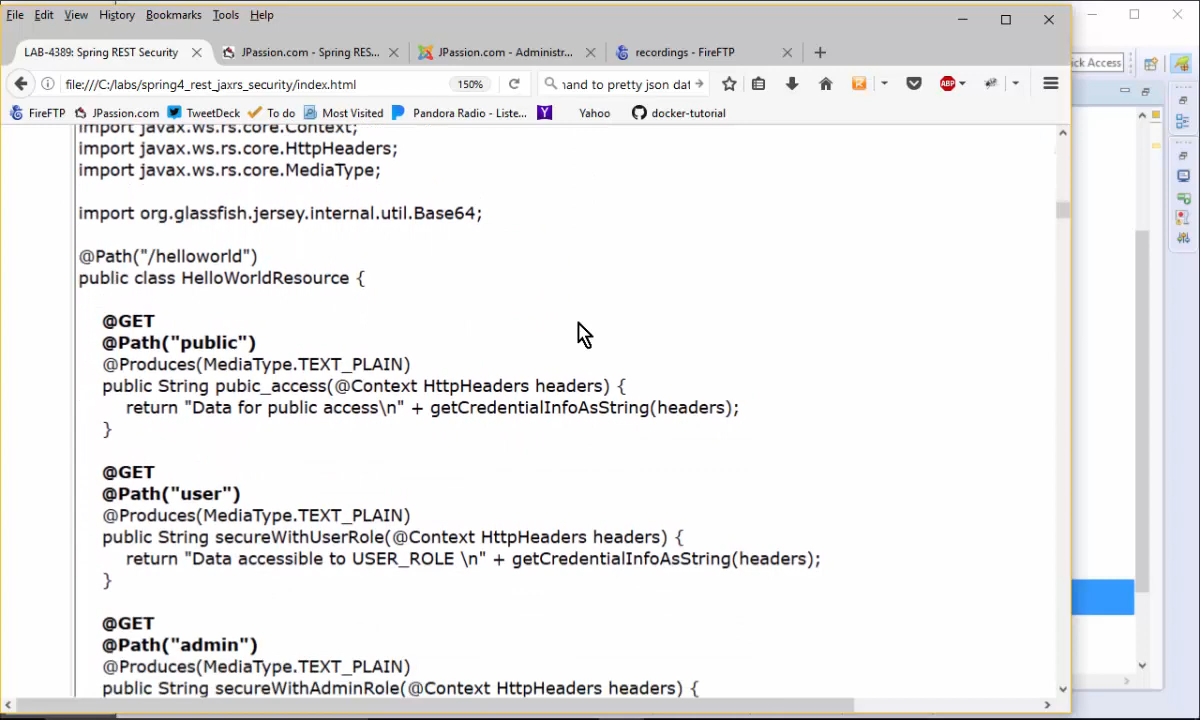 File Edit View History Bookmarks Tools Help
LAB-4389: Spring REST Security
JPassion.com - Spring RES...
JPassion.com - Administr...
recordings - FireFTP
file:///C:/labs/spring4_rest_jaxrs_security/index.html
150%
and to pretty json dat
ick Access
FireFTP JPassion.com TweetDeck To do Most Visited Pandora Radio - Liste... Yahoo docker-tutorial
import javax.ws.rs.core.Context;
import javax.ws.rs.core.HttpHeaders;
import javax.ws.rs.core.MediaType;
import org.glassfish.jersey.internal.util.Base64;
@Path("/helloworld")
public class HelloWorldResource {
@GET
@Path("public")
@Produces(MediaType.TEXT_PLAIN)
public String pubic_access(@Context HttpHeaders headers) {
return "Data for public access\n" + getCredentialInfoAsString(headers);
}
@GET
@Path("user")
@Produces(MediaType.TEXT_PLAIN)
public String secureWithUserRole(@Context HttpHeaders headers) {
return "Data accessible to USER_ROLE \n" + getCredentialInfoAsString(headers);
}
@GET
@Path("admin")
@Produces(MediaType.TEXT_PLAIN)
public String secureWithAdminRole(@Context HttpHeaders headers) {